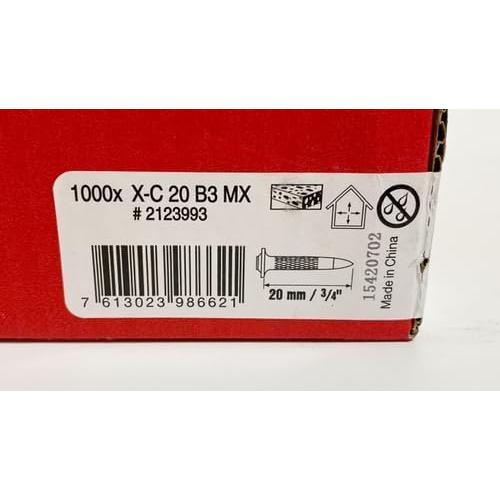 1000x X-C 20 B3 MX
# 2123993
7 613023 986621
20 mm / 3/4"
15420702
Made in China